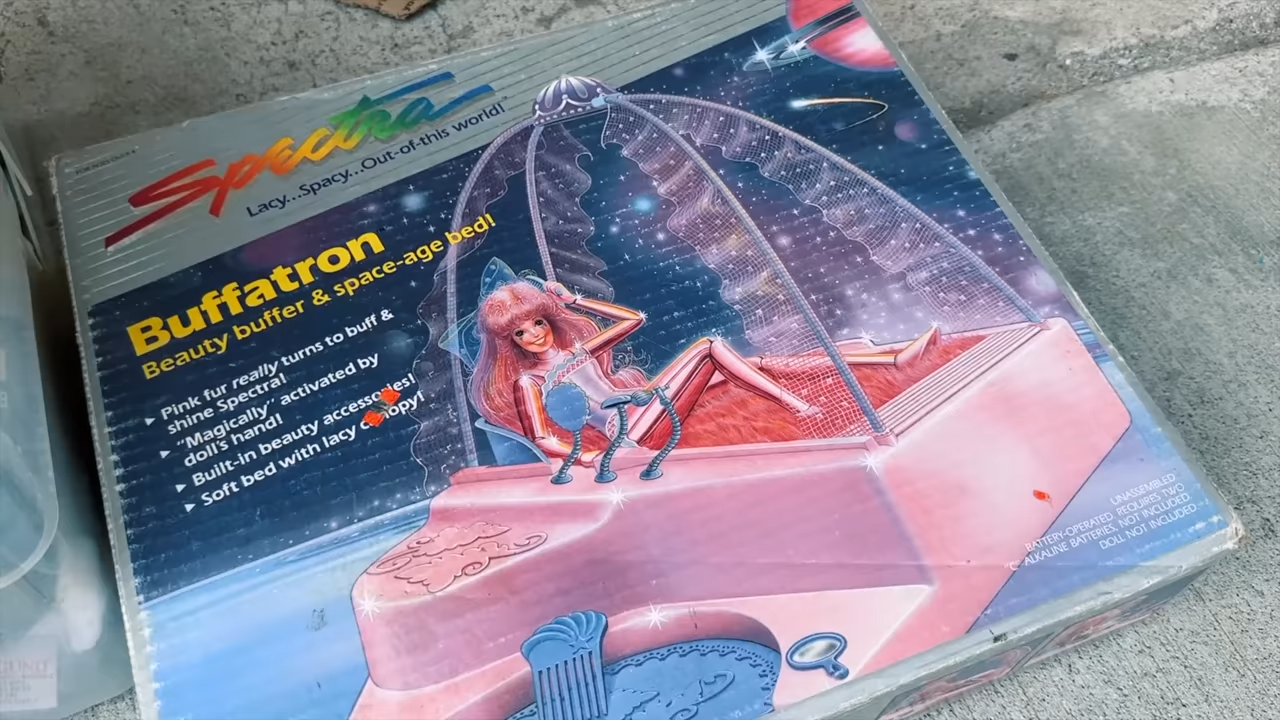 Spectra
Lacy...Spacy...Out-of-this world!™
Buffatron™
Beauty buffer & space-age bed!
▸ Pink fur really turns to buff &
shine Spectra!
▸ "Magically" activated by
doll's hand!
▸ Built-in beauty accessories!
▸ Soft bed with lacy canopy!
UNASSEMBLED
BATTERY-OPERATED. REQUIRES TWO
"C" ALKALINE BATTERIES, NOT INCLUDED
DOLL NOT INCLUDED